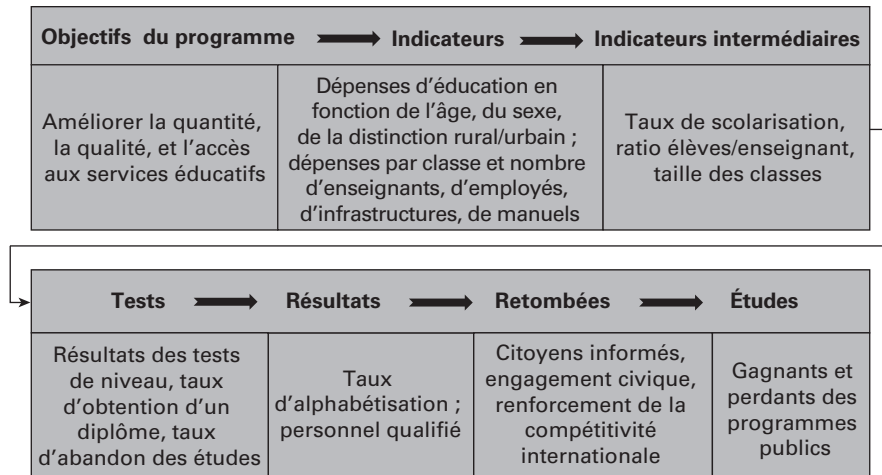 Objectifs du programme Indicateurs Indicateurs intermédiaires
Améliorer la quantité,
la qualité, et l'accès
aux services éducatifs
Dépenses d'éducation en
fonction de l'âge, du sexe,
de la distinction rural/urbain ;
dépenses par classe et nombre
d'enseignants, d'employés,
d'infrastructures, de manuels
Taux de scolarisation,
ratio élèves/enseignant,
taille des classes
Tests Résultats Retombées Études
Résultats des tests
de niveau, taux
d'obtention d'un
diplôme, taux
d'abandon des études
Taux
d'alphabétisation ;
personnel qualifié
Citoyens informés,
engagement civique,
renforcement de la
compétitivité
internationale
Gagnants et
perdants des
programmes
publics